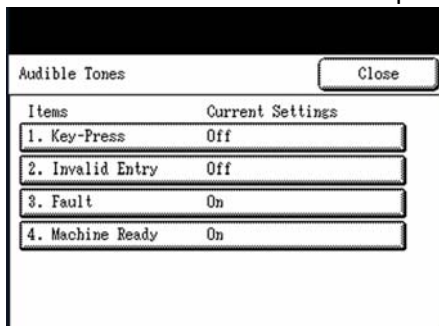 Audible Tones Close
Items Current Settings
1. Key-Press Off
2. Invalid Entry Off
3. Fault On
4. Machine Ready On